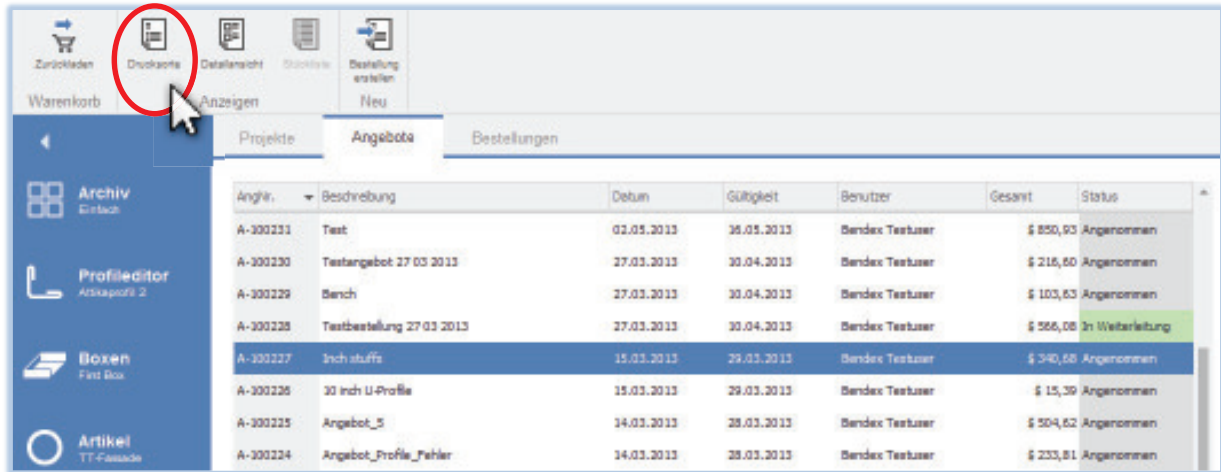 Zurückladen Drucksorte Detailansicht Stückliste Bestellung
erstellen
Warenkorb Anzeigen Neu
Projekte Angebote Bestellungen
Archiv
Einfach
Profileditor
Attikaprofil 2
Boxen
First Box
Artikel
TT-Fassade
AngNr. Beschreibung Datum Gültigkeit Benutzer Gesamt Status
A-100231 Test 02.05.2013 16.05.2013 Bendex Testuser $ 850,93 Angenommen
A-100230 Testangebot 27 03 2013 27.03.2013 10.04.2013 Bendex Testuser $ 216,60 Angenommen
A-100229 Bench 27.03.2013 10.04.2013 Bendex Testuser $ 103,63 Angenommen
A-100228 Testbestellung 27 03 2013 27.03.2013 10.04.2013 Bendex Testuser $ 566,08 In Weiterleitung
A-100227 Inch stuffs 15.03.2013 29.03.2013 Bendex Testuser $ 340,68 Angenommen
A-100226 10 inch U-Profile 15.03.2013 29.03.2013 Bendex Testuser $ 15,39 Angenommen
A-100225 Angebot_5 14.03.2013 28.03.2013 Bendex Testuser $ 504,62 Angenommen
A-100224 Angebot_Profile_Fehler 14.03.2013 28.03.2013 Bendex Testuser $ 233,81 Angenommen